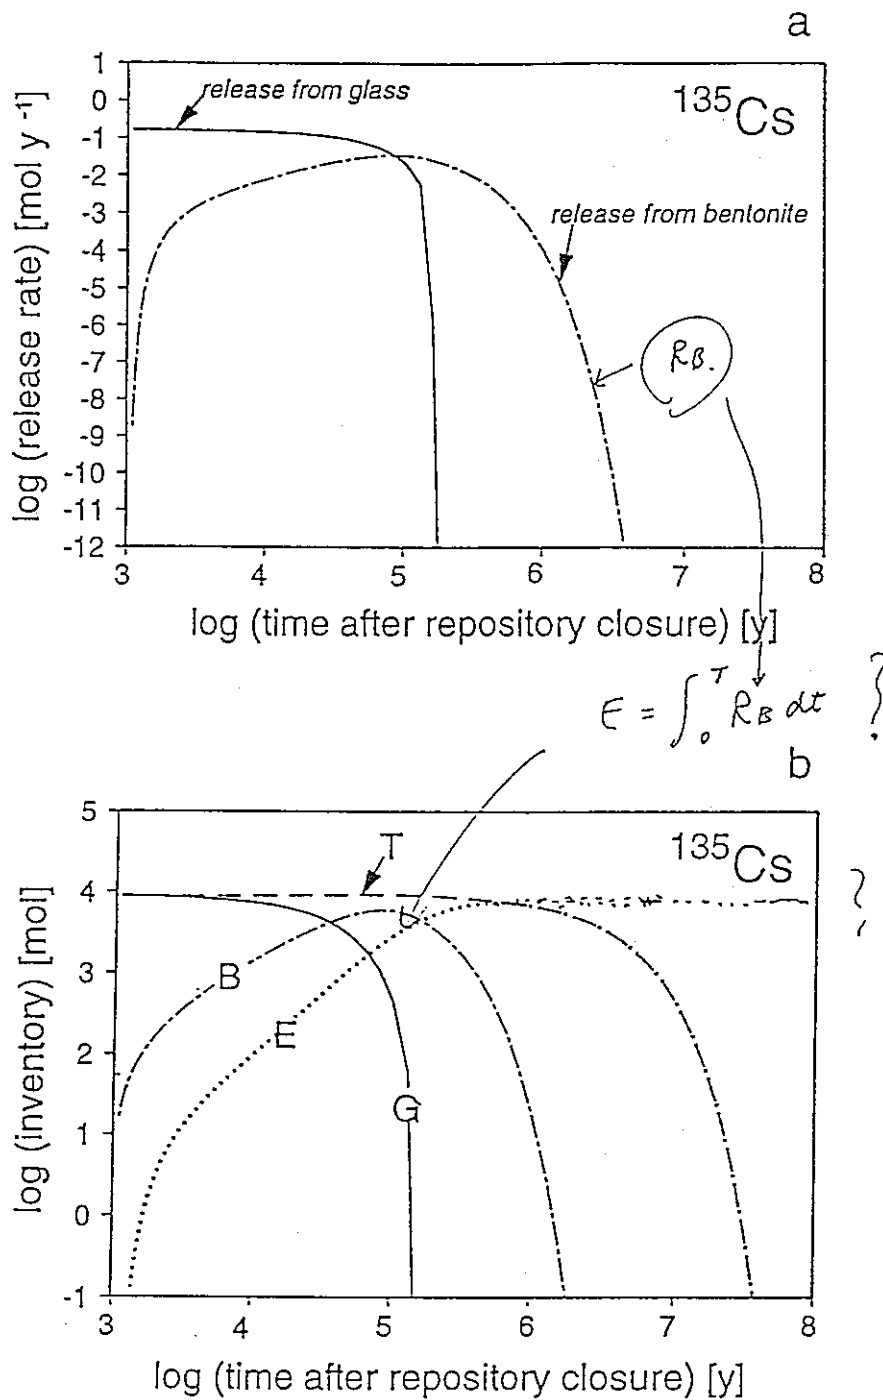 a
1
0
-1
-2
-3
-4
-5
-6
-7
-8
-9
-10
-11
-12
release from glass
135Cs
release from bentonite
RB.
log (release rate) [mol y -1]
3 4 5 6 7 8
log (time after repository closure) [y]
E = ∫₀ᵀ RB dt ?
b
5
4
3
2
1
0
-1
T
135Cs
?
B
E
G
log (inventory) [mol]
3 4 5 6 7 8
log (time after repository closure) [y]